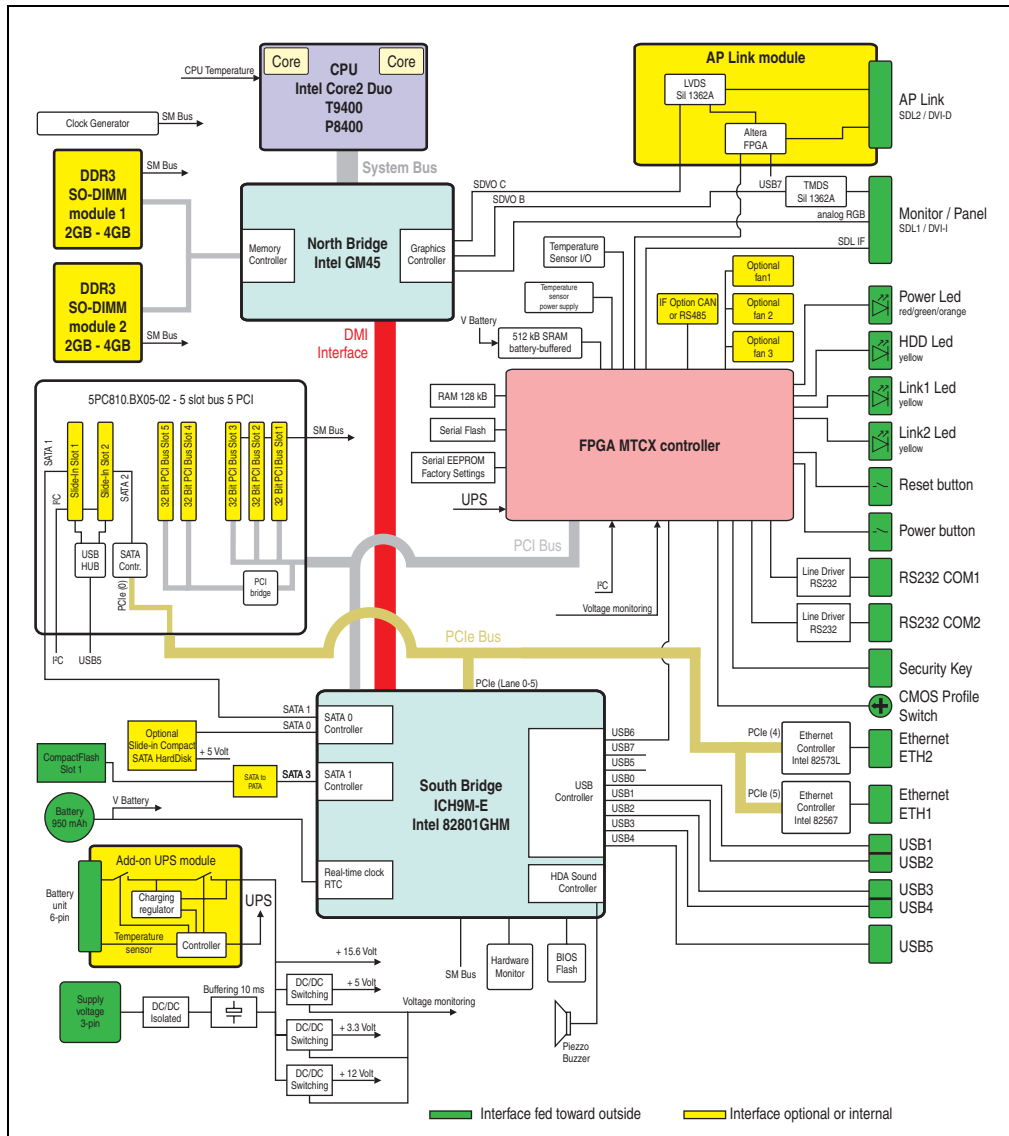 Core
Core
CPU
Intel Core2 Duo
T9400
P8400
CPU Temperature
Clock Generator
SM Bus
System Bus
DDR3
SO-DIMM
module 1
2GB - 4GB
SM Bus
DDR3
SO-DIMM
module 2
2GB - 4GB
SM Bus
Memory
Controller
North Bridge
Intel GM45
Graphics
Controller
AP Link module
LVDS
Sil 1362A
Altera
FPGA
AP Link
SDL2 / DVI-D
SDVO C
SDVO B
USB7
TMDS
Sil 1362A
analog RGB
SDL IF
Monitor / Panel
SDL1 / DVI-I
DMI
Interface
Temperature
Sensor I/O
Temperature
sensor
power supply
V Battery
512 kB SRAM
battery-buffered
IF Option CAN
or RS485
Optional
fan1
Optional
fan 2
Optional
fan 3
RAM 128 kB
Serial Flash
Serial EEPROM
Factory Settings
UPS
FPGA MTCX controller
Power Led
red/green/orange
HDD Led
yellow
Link1 Led
yellow
Link2 Led
yellow
Reset button
Power button
Line Driver
RS232
RS232 COM1
Line Driver
RS232
RS232 COM2
Security Key
CMOS Profile
Switch
5PC810.BX05-02 - 5 slot bus 5 PCI
SATA 1
I²C
Slide-In Slot 1
Slide-In Slot 2
SATA 2
32 Bit PCI Bus Slot 5
32 Bit PCI Bus Slot 4
32 Bit PCI Bus Slot 3
32 Bit PCI Bus Slot 2
32 Bit PCI Bus Slot1
SM Bus
USB
HUB
SATA
Contr.
PCIe (0)
PCI
bridge
I²C
USB5
PCI Bus
I²C
Voltage monitoring
PCIe Bus
PCIe (Lane 0-5)
PCIe (4)
Ethernet
Controller
Intel 82573L
Ethernet
ETH2
PCIe (5)
Ethernet
Controller
Intel 82567
Ethernet
ETH1
SATA 1
SATA 0
SATA 0
Controller
Optional
Slide-in Compact
SATA HardDisk
+ 5 Volt
CompactFlash
Slot 1
SATA to
PATA
SATA 3
SATA 1
Controller
Battery
950 mAh
V Battery
Real-time clock
RTC
South Bridge
ICH9M-E
Intel 82801GHM
USB
Controller
HDA Sound
Controller
USB6
USB7
USB5
USB0
USB1
USB2
USB3
USB4
USB1
USB2
USB3
USB4
USB5
Add-on UPS module
Battery
unit
6-pin
Charging
regulator
UPS
Temperature
sensor
Controller
SM Bus
Hardware
Monitor
BIOS
Flash
Piezzo
Buzzer
Supply
voltage
3-pin
DC/DC
Isolated
Buffering 10 ms
+ 15.6 Volt
DC/DC
Switching
+ 5 Volt
Voltage monitoring
DC/DC
Switching
+ 3.3 Volt
DC/DC
Switching
+ 12 Volt
Interface fed toward outside
Interface optional or internal